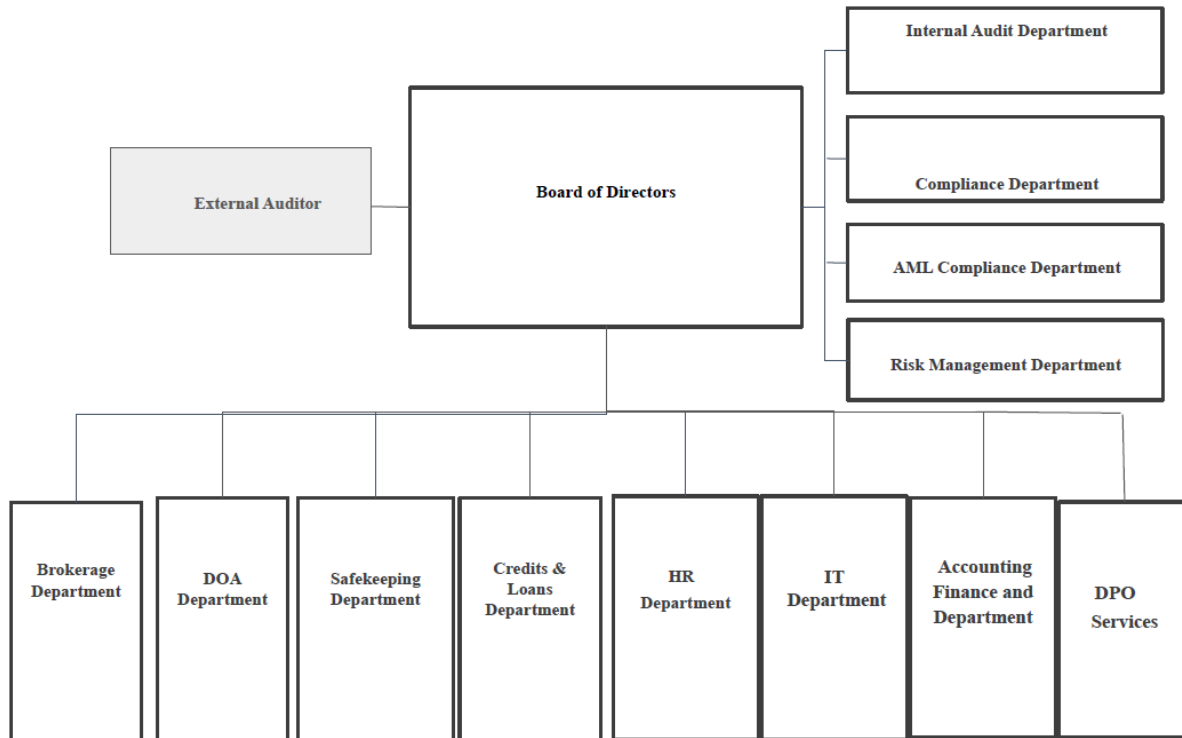 Internal Audit Department
Compliance Department
Board of Directors
External Auditor
AML Compliance Department
Risk Management Department
Brokerage
Department
DOA
Department
Safekeeping
Department
Credits &
Loans
Department
HR
Department
IT
Department
Accounting
Finance and
Department
DPO
Services